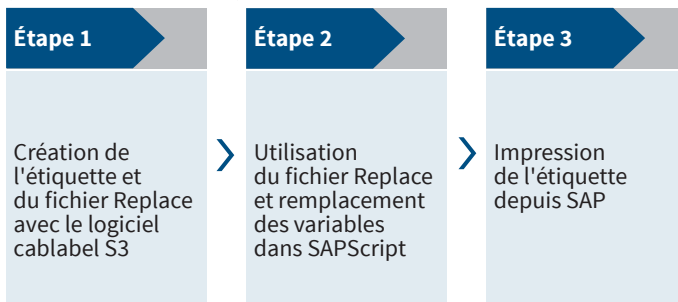 Étape 1
Création de
l'étiquette et
du fichier Replace
avec le logiciel
cablabel S3
Étape 2
Utilisation
du fichier Replace
et remplacement
des variables
dans SAPScript
Étape 3
Impression
de l'étiquette
depuis SAP